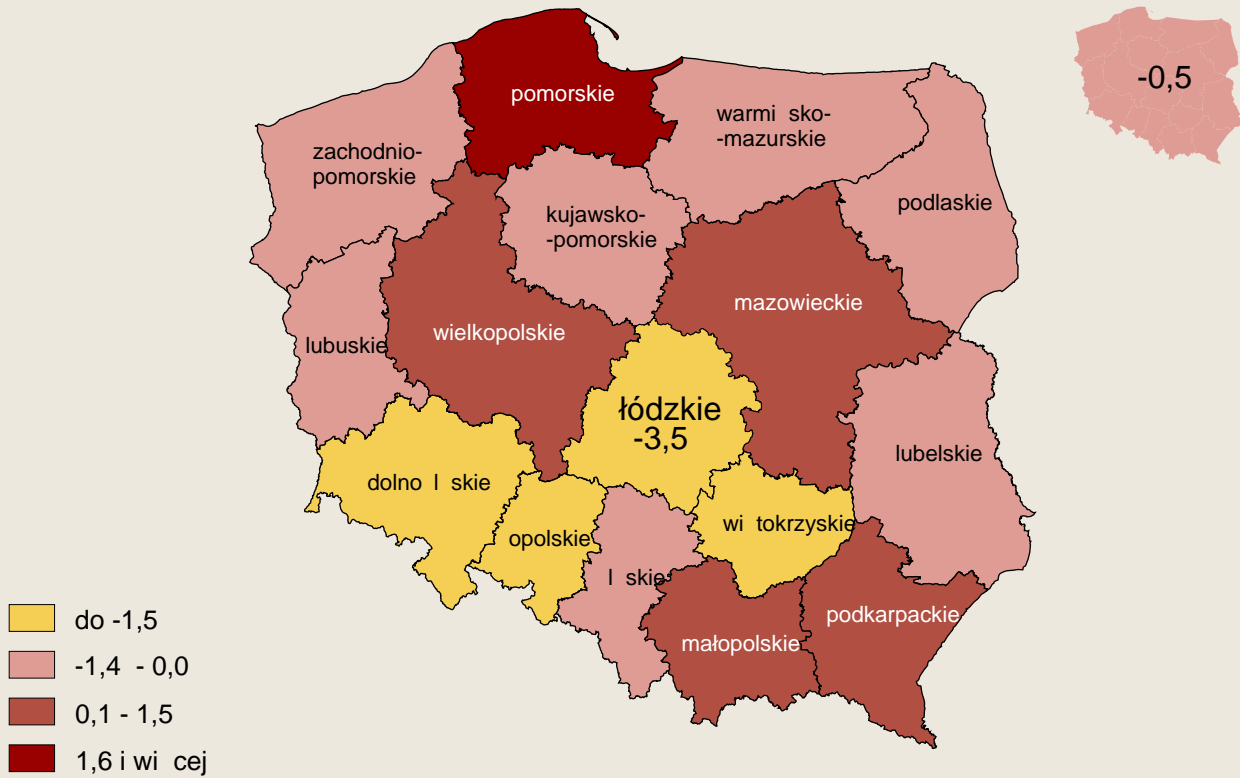 pomorskie
-0,5
warmi sko-
-mazurskie
zachodnio-
pomorskie
podlaskie
kujawsko-
-pomorskie
mazowieckie
wielkopolskie
lubuskie
łódzkie
-3,5
lubelskie
dolno l skie
wi tokrzyskie
opolskie
l skie
podkarpackie
małopolskie
do -1,5
-1,4 - 0,0
0,1 - 1,5
1,6 i wi cej